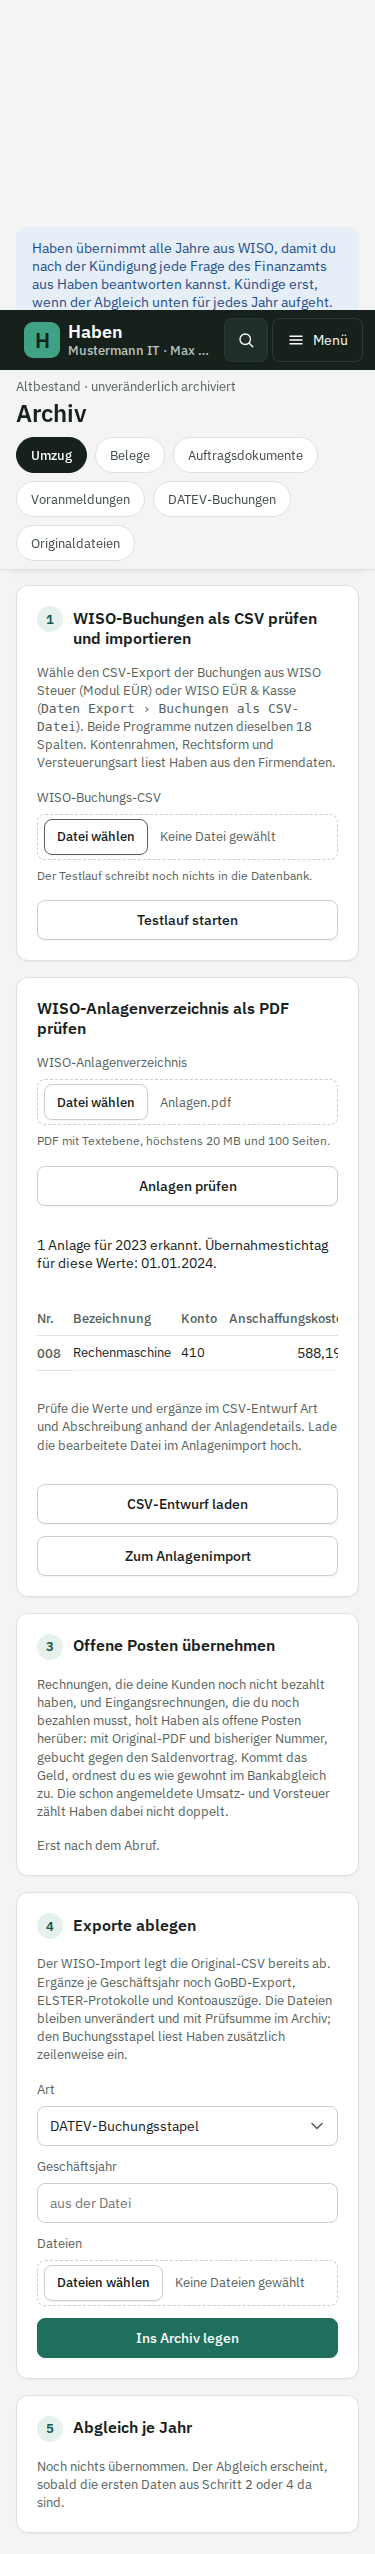 Haben übernimmt alle Jahre aus WISO, damit du
nach der Kündigung jede Frage des Finanzamts
aus Haben beantworten kannst. Kündige erst,
wenn der Abgleich unten für jedes Jahr aufgeht.
H
Haben
Mustermann IT · Max ...
Menü
Altbestand · unveränderlich archiviert
Archiv
Umzug
Belege
Auftragsdokumente
Voranmeldungen
DATEV-Buchungen
Originaldateien
1 WISO-Buchungen als CSV prüfen
und importieren
Wähle den CSV-Export der Buchungen aus WISO
Steuer (Modul EÜR) oder WISO EÜR & Kasse
(Daten Export › Buchungen als CSV-
Datei). Beide Programme nutzen dieselben 18
Spalten. Kontenrahmen, Rechtsform und
Versteuerungsart liest Haben aus den Firmendaten.
WISO-Buchungs-CSV
Datei wählen Keine Datei gewählt
Der Testlauf schreibt noch nichts in die Datenbank.
Testlauf starten
WISO-Anlagenverzeichnis als PDF
prüfen
WISO-Anlagenverzeichnis
Datei wählen Anlagen.pdf
PDF mit Textebene, höchstens 20 MB und 100 Seiten.
Anlagen prüfen
1 Anlage für 2023 erkannt. Übernahmestichtag
für diese Werte: 01.01.2024.
Nr. Bezeichnung Konto Anschaffungskoste
008 Rechenmaschine 410 588,19
Prüfe die Werte und ergänze im CSV-Entwurf Art
und Abschreibung anhand der Anlagendetails. Lade
die bearbeitete Datei im Anlagenimport hoch.
CSV-Entwurf laden
Zum Anlagenimport
3 Offene Posten übernehmen
Rechnungen, die deine Kunden noch nicht bezahlt
haben, und Eingangsrechnungen, die du noch
bezahlen musst, holt Haben als offene Posten
herüber: mit Original-PDF und bisheriger Nummer,
gebucht gegen den Saldenvortrag. Kommt das
Geld, ordnest du es wie gewohnt im Bankabgleich
zu. Die schon angemeldete Umsatz- und Vorsteuer
zählt Haben dabei nicht doppelt.
Erst nach dem Abruf.
4 Exporte ablegen
Der WISO-Import legt die Original-CSV bereits ab.
Ergänze je Geschäftsjahr noch GoBD-Export,
ELSTER-Protokolle und Kontoauszüge. Die Dateien
bleiben unverändert und mit Prüfsumme im Archiv;
den Buchungsstapel liest Haben zusätzlich
zeilenweise ein.
Art
DATEV-Buchungsstapel
Geschäftsjahr
aus der Datei
Dateien
Dateien wählen Keine Dateien gewählt
Ins Archiv legen
5 Abgleich je Jahr
Noch nichts übernommen. Der Abgleich erscheint,
sobald die ersten Daten aus Schritt 2 oder 4 da
sind.